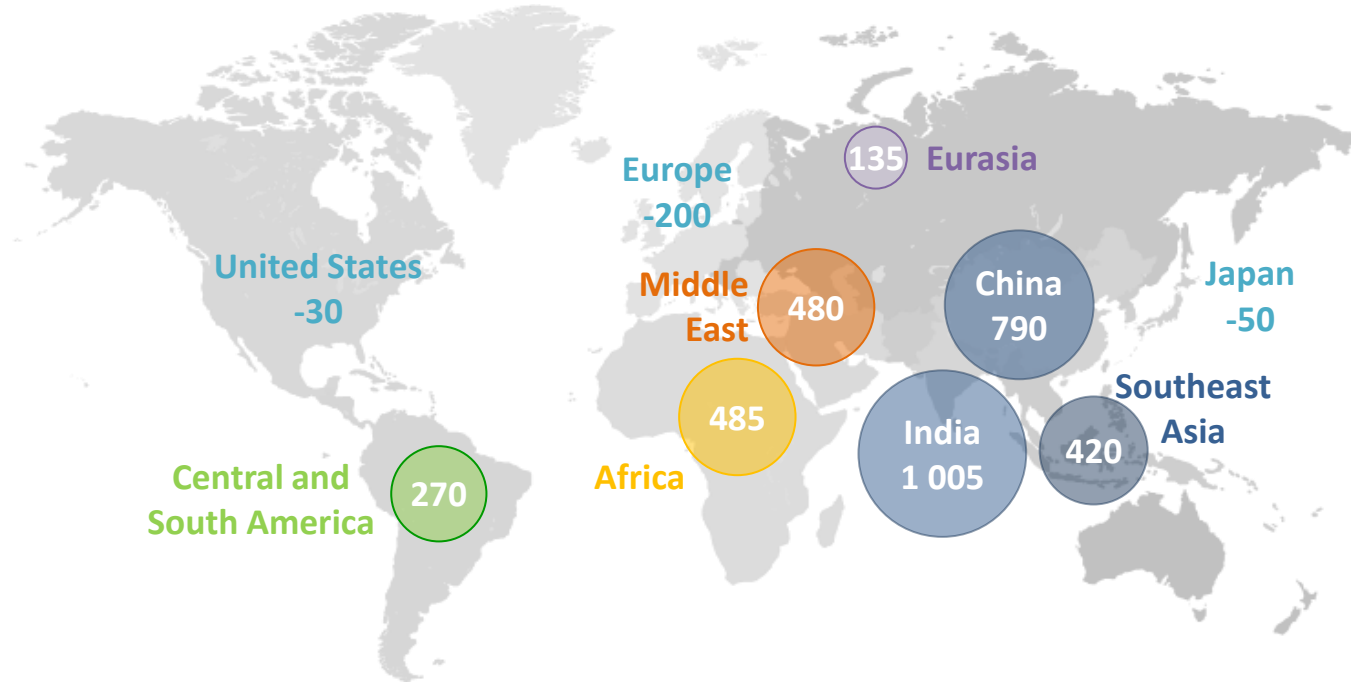 135
Eurasia
Europe
-200
United States
-30
Middle
East
480
China
790
Japan
-50
Southeast
Asia
420
485
Africa
India
1 005
Central and
South America
270